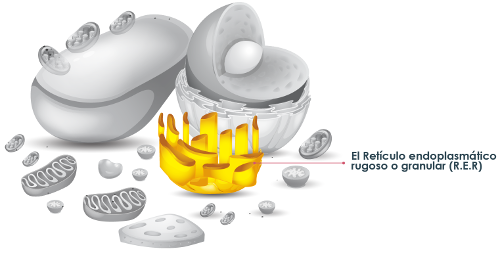 El Retículo endoplasmático
rugoso o granular (R.E.R)